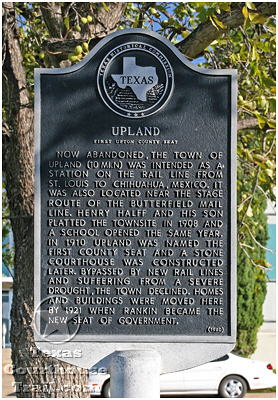 TEXAS HISTORICAL COMMISSION
TEXAS
UPLAND
FIRST UPTON COUNTY SEAT
NOW ABANDONED, THE TOWN OF
UPLAND (10 MI.N) WAS INTENDED AS A
STATION ON THE RAIL LINE FROM
ST. LOUIS TO CHIHUAHUA, MEXICO. IT
WAS ALSO LOCATED NEAR THE STAGE
ROUTE OF THE BUTTERFIELD MAIL
LINE. HENRY HALFF AND HIS SON
PLATTED THE TOWNSITE IN 1908 AND
A SCHOOL OPENED THE SAME YEAR.
IN 1910 UPLAND WAS NAMED THE
FIRST COUNTY SEAT AND A STONE
COURTHOUSE WAS CONSTRUCTED
LATER. BYPASSED BY NEW RAIL LINES
AND SUFFERING FROM A SEVERE
DROUGHT, THE TOWN DECLINED. HOMES
AND BUILDINGS WERE MOVED HERE
BY 1921 WHEN RANKIN BECAME THE
NEW SEAT OF GOVERNMENT.
(1980)
Texas
Courthouse
Trail.com